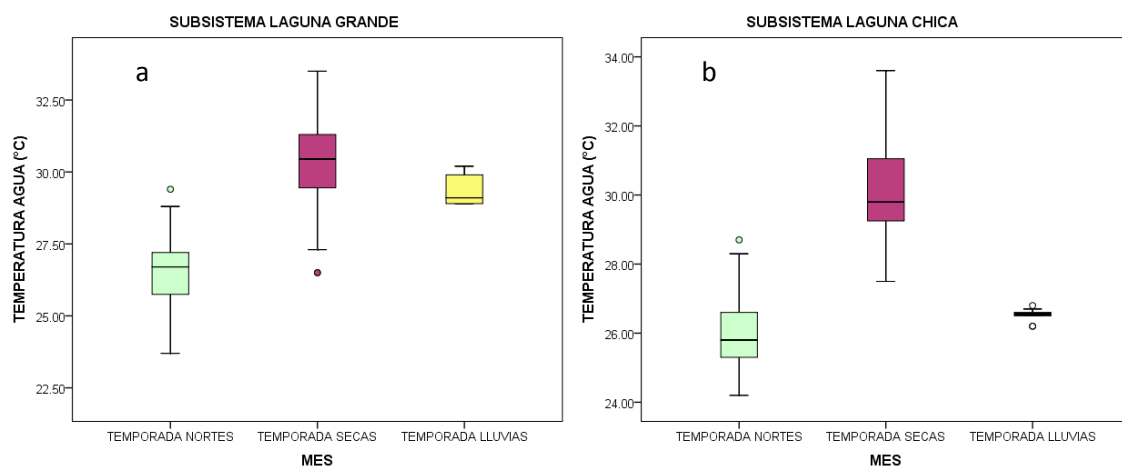 SUBSISTEMA LAGUNA GRANDE
a
TEMPERATURA AGUA (°C)
32.50
30.00
27.50
25.00
22.50
TEMPORADA NORTES
TEMPORADA SECAS
TEMPORADA LLUVIAS
MES
SUBSISTEMA LAGUNA CHICA
b
TEMPERATURA AGUA (°C)
34.00
32.00
30.00
28.00
26.00
24.00
TEMPORADA NORTES
TEMPORADA SECAS
TEMPORADA LLUVIAS
MES